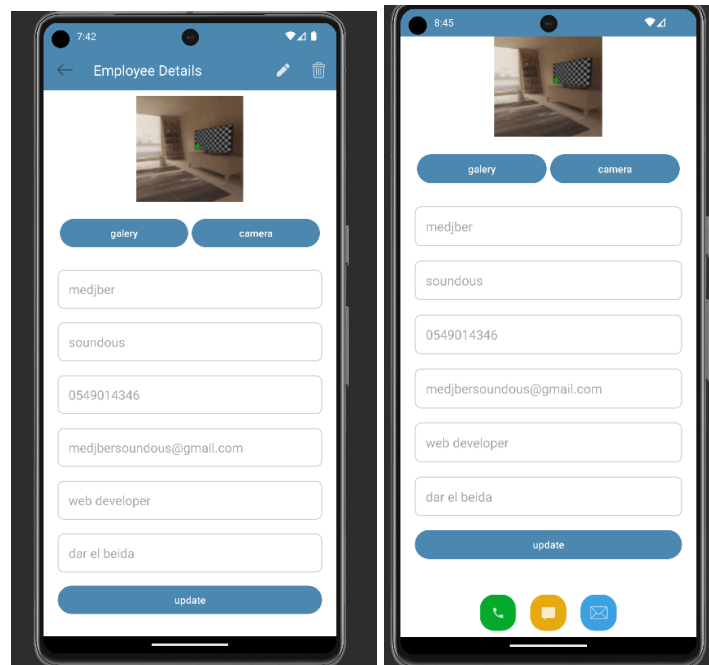 7:42
Employee Details
galery
camera
medjber
soundous
0549014346
medjbersoundous@gmail.com
web developer
dar el beida
update
8:45
galery
camera
medjber
soundous
0549014346
medjbersoundous@gmail.com
web developer
dar el beida
update